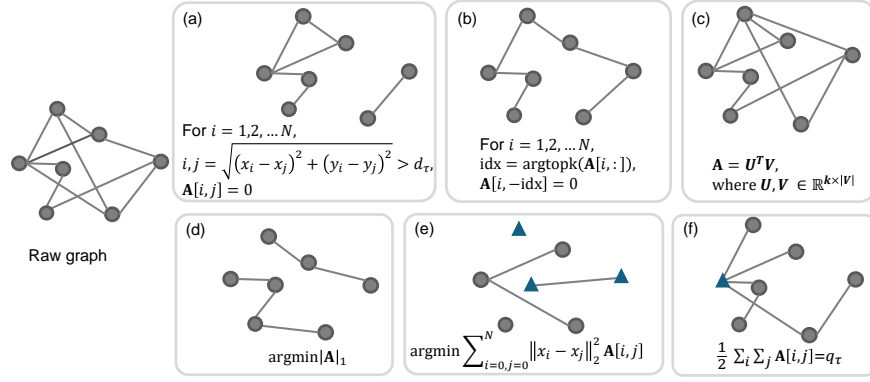 Raw graph
(a)
For i = 1,2, … N,
i, j = √((x_i − x_j)^2 + (y_i − y_j)^2) > d_τ,
A[i, j] = 0
(b)
For i = 1,2, … N,
idx = argtopk(A[i, :]),
A[i, −idx] = 0
(c)
A = U^T V,
where U, V ∈ ℝ^{k×|V|}
(d)
argmin|A|_1
(e)
argmin ∑_{i=0,j=0}^{N} ‖x_i − x_j‖_2^2 A[i, j]
(f)
1/2 ∑_i ∑_j A[i, j]=q_τ